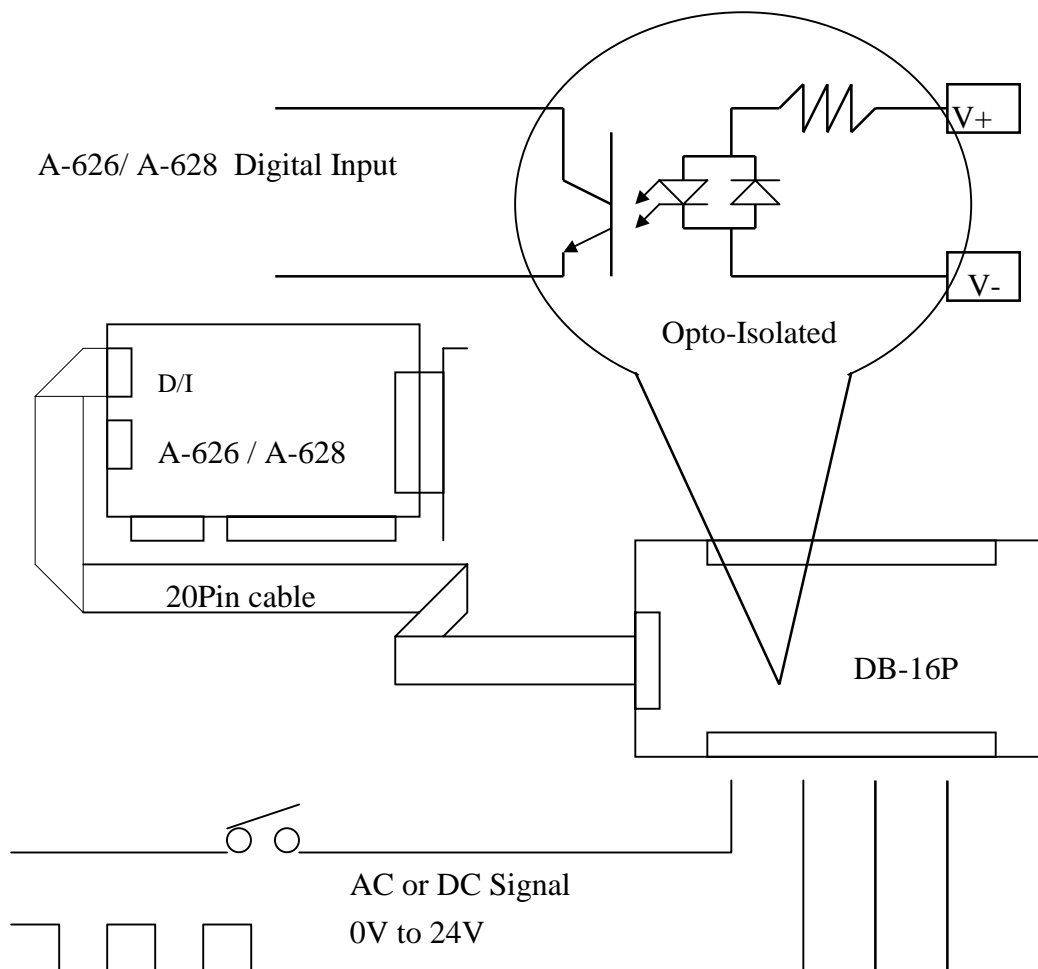 V+
A-626/ A-628  Digital Input
V-
Opto-Isolated
D/I
A-626 / A-628
20Pin cable
DB-16P
AC or DC Signal
0V to 24V